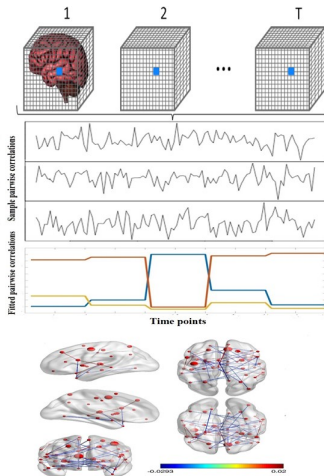 1 2 T
...
Sample pairwise correlations
Fitted pairwise correlations
Time points
-0.0293 0.02